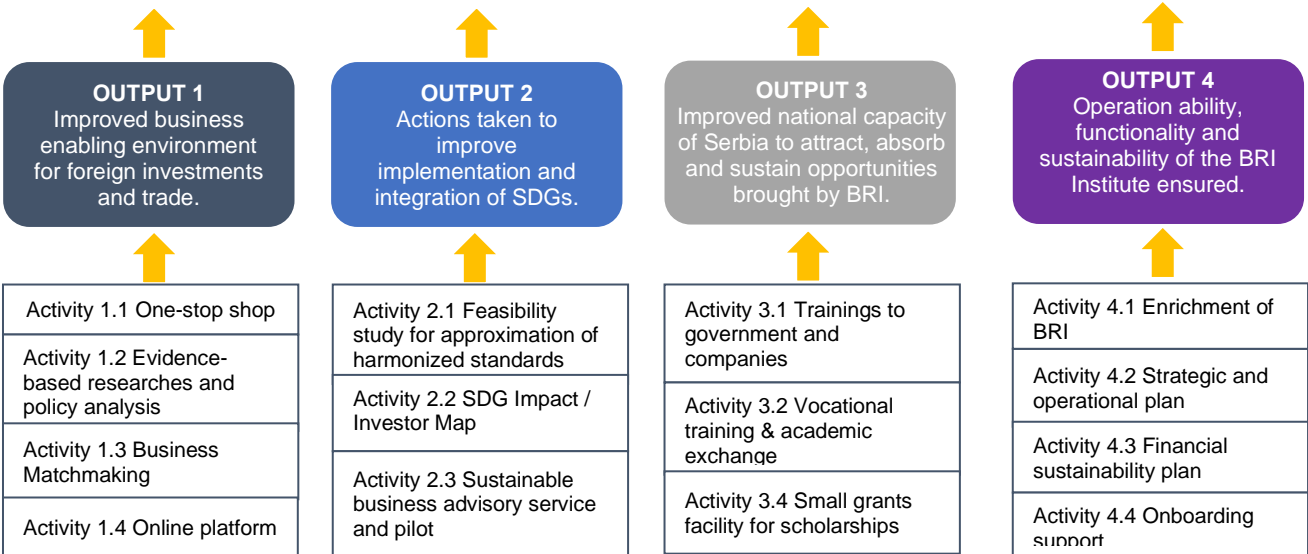 OUTPUT 1
Improved business
enabling environment
for foreign investments
and trade.
OUTPUT 2
Actions taken to
improve
implementation and
integration of SDGs.
OUTPUT 3
Improved national capacity
of Serbia to attract, absorb
and sustain opportunities
brought by BRI.
OUTPUT 4
Operation ability,
functionality and
sustainability of the BRI
Institute ensured.
Activity 1.1 One-stop shop
Activity 1.2 Evidence-
based researches and
policy analysis
Activity 1.3 Business
Matchmaking
Activity 1.4 Online platform
Activity 2.1 Feasibility
study for approximation of
harmonized standards
Activity 2.2 SDG Impact /
Investor Map
Activity 2.3 Sustainable
business advisory service
and pilot
Activity 3.1 Trainings to
government and
companies
Activity 3.2 Vocational
training & academic
exchange
Activity 3.4 Small grants
facility for scholarships
Activity 4.1 Enrichment of
BRI
Activity 4.2 Strategic and
operational plan
Activity 4.3 Financial
sustainability plan
Activity 4.4 Onboarding
support